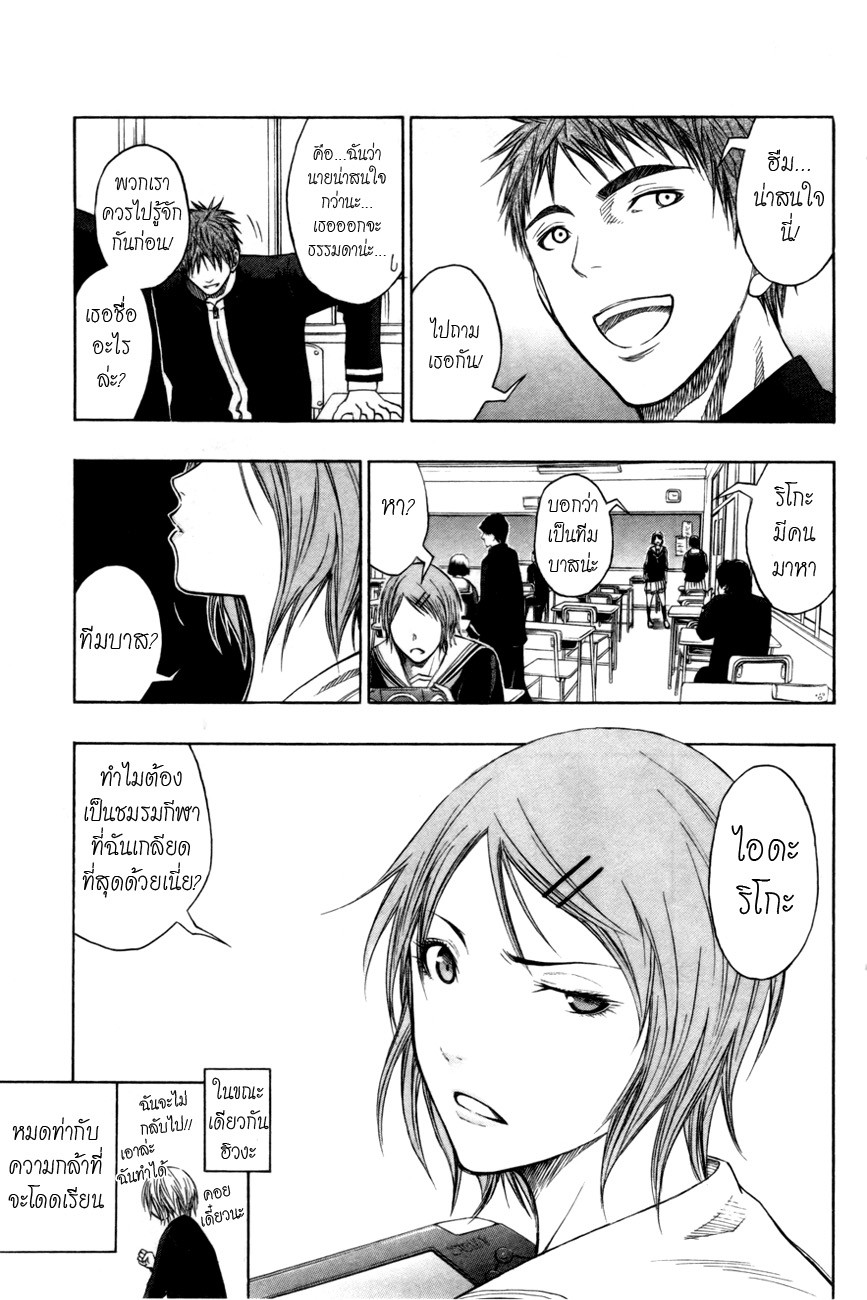 ฮืม...
น่าสนใจ
นี่!
ไปถาม
เธอกัน!
คือ...ฉันว่า
นายน่าสนใจ
กว่านะ...
เธอออกจะ
ธรรมดาน่ะ...
พวกเรา
ควรไปรู้จัก
กันก่อน!
เธอชื่อ
อะไร
ล่ะ?
ริโกะ
มีคน
มาหา
บอกว่า
เป็นทีม
บาสน่ะ
หา?
ทีมบาส?
ไอดะ
ริโกะ
ทำไมต้อง
เป็นชมรมกีฬา
ที่ฉันเกลียด
ที่สุดด้วยเนี่ย?
ในขณะ
เดียวกัน
ฮิวงะ
ฉันจะไม่
กลับไป!!
เอาล่ะ
ฉันทำได้
คอย
เดี๋ยวนะ
หมดท่ากับ
ความกล้าที่
จะโดดเรียน